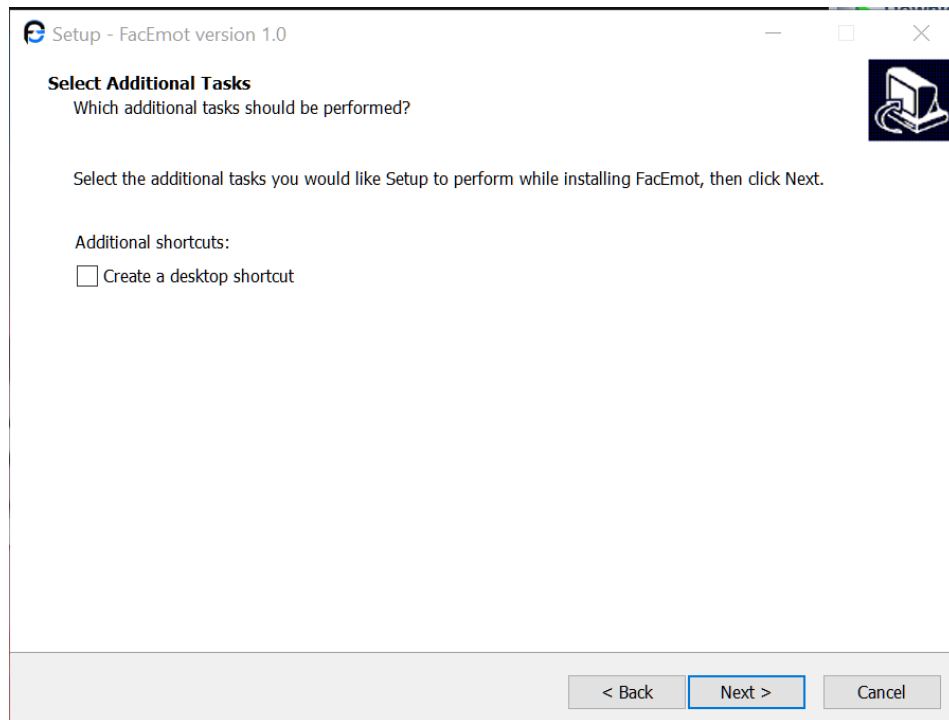 Setup - FacEmot version 1.0
Select Additional Tasks
Which additional tasks should be performed?
Select the additional tasks you would like Setup to perform while installing FacEmot, then click Next.
Additional shortcuts:
Create a desktop shortcut
< Back Next > Cancel